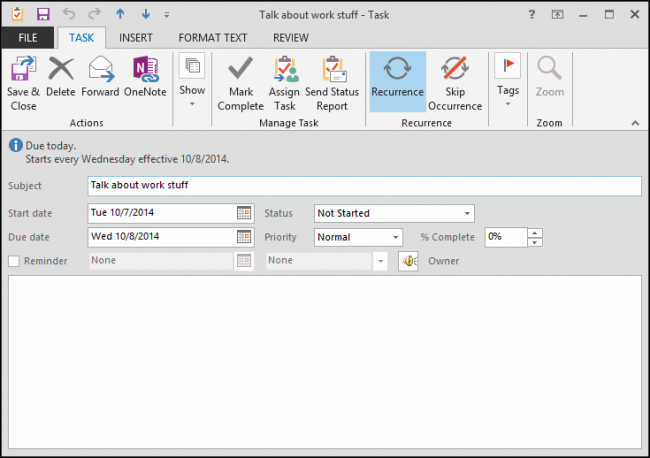 Talk about work stuff - Task
?
FILE TASK INSERT FORMAT TEXT REVIEW
Save & Close
Delete
Forward
OneNote
Actions
Show
Mark Complete
Assign Task
Send Status Report
Manage Task
Recurrence
Skip Occurrence
Recurrence
Tags
Zoom
Zoom
Due today.
Starts every Wednesday effective 10/8/2014.
Subject Talk about work stuff
Start date Tue 10/7/2014 Status Not Started
Due date Wed 10/8/2014 Priority Normal % Complete 0%
Reminder None None Owner